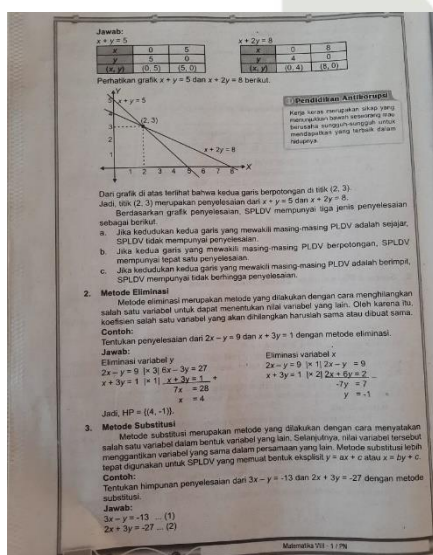 Jawab:
x + y = 5
x + 2y = 8
x 0 5
y 5 0
(x, y) (0, 5) (5, 0)
x 0 8
y 4 0
(x, y) (0, 4) (8, 0)
Perhatikan grafik x + y = 5 dan x + 2y = 8 berikut.
Pendidikan Antikorupsi
Kerja keras merupakan sikap yang
menunjukkan bahwa seseorang mau
berusaha sungguh-sungguh untuk
mendapatkan yang terbaik dalam
hidupnya.
y
5
x + y = 5
4
3
(2, 3)
2
x + 2y = 8
1
1 2 3 4 5 6 7 8 X
Dari grafik di atas terlihat bahwa kedua garis berpotongan di titik (2, 3).
Jadi, titik (2, 3) merupakan penyelesaian dari x + y = 5 dan x + 2y = 8.
Berdasarkan grafik penyelesaian, SPLDV mempunyai tiga jenis penyelesaian
sebagai berikut.
a. Jika kedudukan kedua garis yang mewakili masing-masing PLDV adalah sejajar,
SPLDV tidak mempunyai penyelesaian.
b. Jika kedua garis yang mewakili masing-masing PLDV berpotongan, SPLDV
mempunyai tepat satu penyelesaian.
c. Jika kedudukan kedua garis yang mewakili masing-masing PLDV adalah berimpit,
SPLDV mempunyai tak berhingga penyelesaian.
2. Metode Eliminasi
Metode eliminasi merupakan metode yang dilakukan dengan cara menghilangkan
salah satu variabel untuk dapat menentukan nilai variabel yang lain. Oleh karena itu,
koefisien salah satu variabel yang akan dihilangkan haruslah sama atau dibuat sama.
Contoh:
Tentukan penyelesaian dari 2x – y = 9 dan x + 3y = 1 dengan metode eliminasi.
Jawab:
Eliminasi variabel y
2x – y = 9 |× 3| 6x – 3y = 27
x + 3y = 1 |× 1| x + 3y = 1 +
7x = 28
x = 4
Eliminasi variabel x
2x – y = 9 |× 1| 2x – y = 9
x + 3y = 1 |× 2| 2x + 6y = 2 –
-7y = 7
y = -1
Jadi, HP = {(4, -1)}.
3. Metode Substitusi
Metode substitusi merupakan metode yang dilakukan dengan cara menyatakan
salah satu variabel dalam bentuk variabel yang lain. Selanjutnya, nilai variabel tersebut
menggantikan variabel yang sama dalam persamaan yang lain. Metode substitusi lebih
tepat digunakan untuk SPLDV yang memuat bentuk eksplisit y = ax + c atau x = by + c.
Contoh:
Tentukan himpunan penyelesaian dari 3x – y = -13 dan 2x + 3y = -27 dengan metode
substitusi.
Jawab:
3x – y = -13 ... (1)
2x + 3y = -27 ... (2)
Matematika VIII - 1 / PN